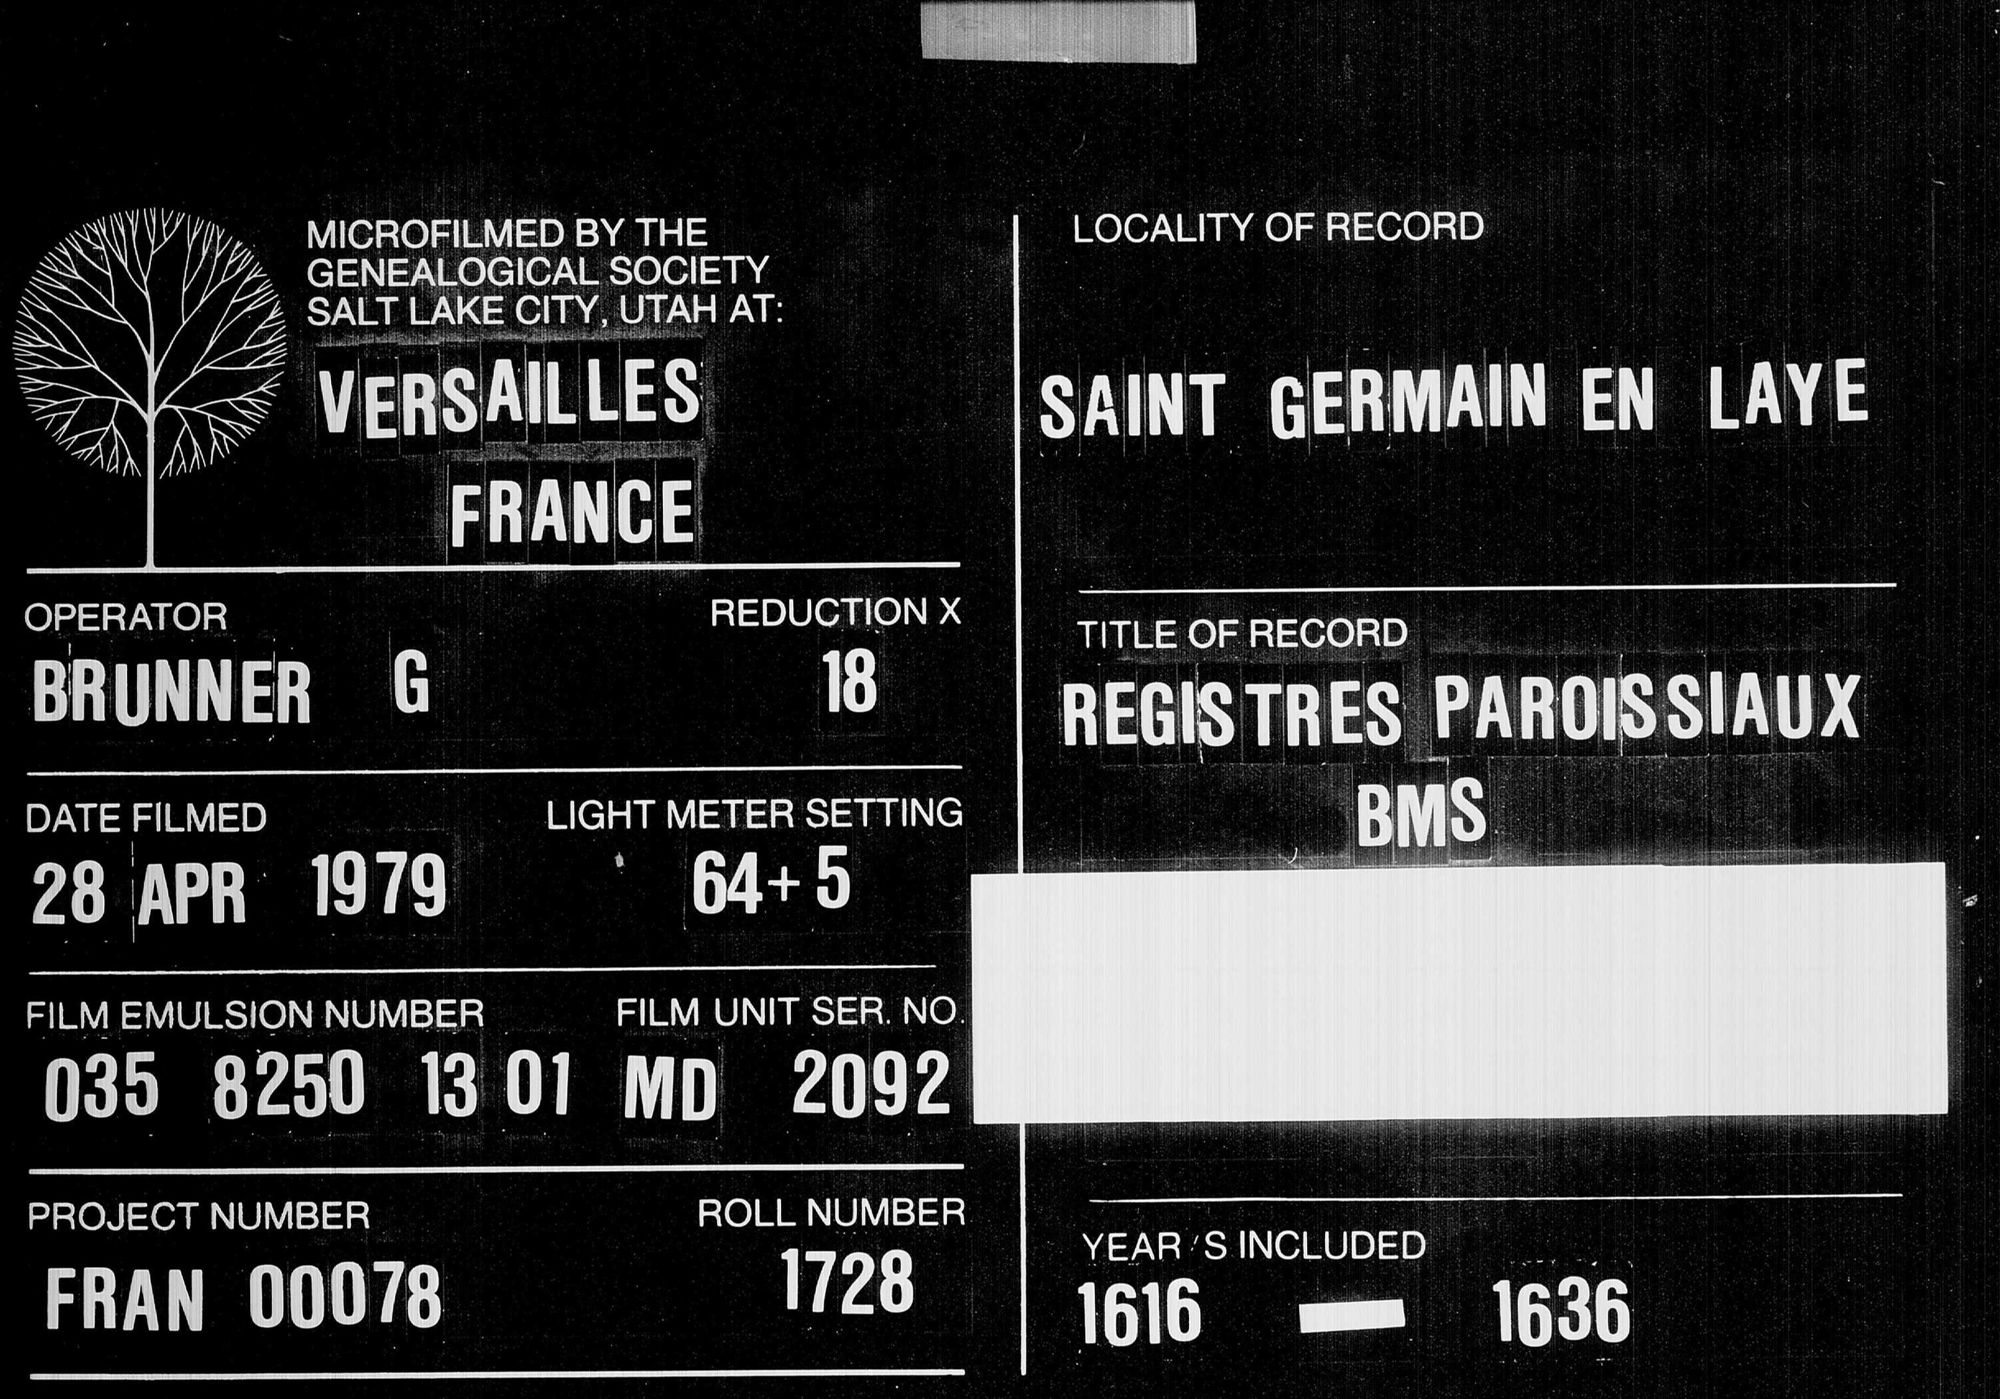 MICROFILMED BY THE
GENEALOGICAL SOCIETY
SALT LAKE CITY, UTAH AT:
VERSAILLES
FRANCE
OPERATOR
REDUCTION X
BRUNNER G
18
DATE FILMED
LIGHT METER SETTING
28 APR 1979
64+5
FILM EMULSION NUMBER
FILM UNIT SER. NO.
035 8250 13 01
MD 2092
PROJECT NUMBER
ROLL NUMBER
FRAN 00078
1728
LOCALITY OF RECORD
SAINT GERMAIN EN LAYE
TITLE OF RECORD
REGISTRES PAROISSIAUX
BMS
YEAR'S INCLUDED
1616 — 1636